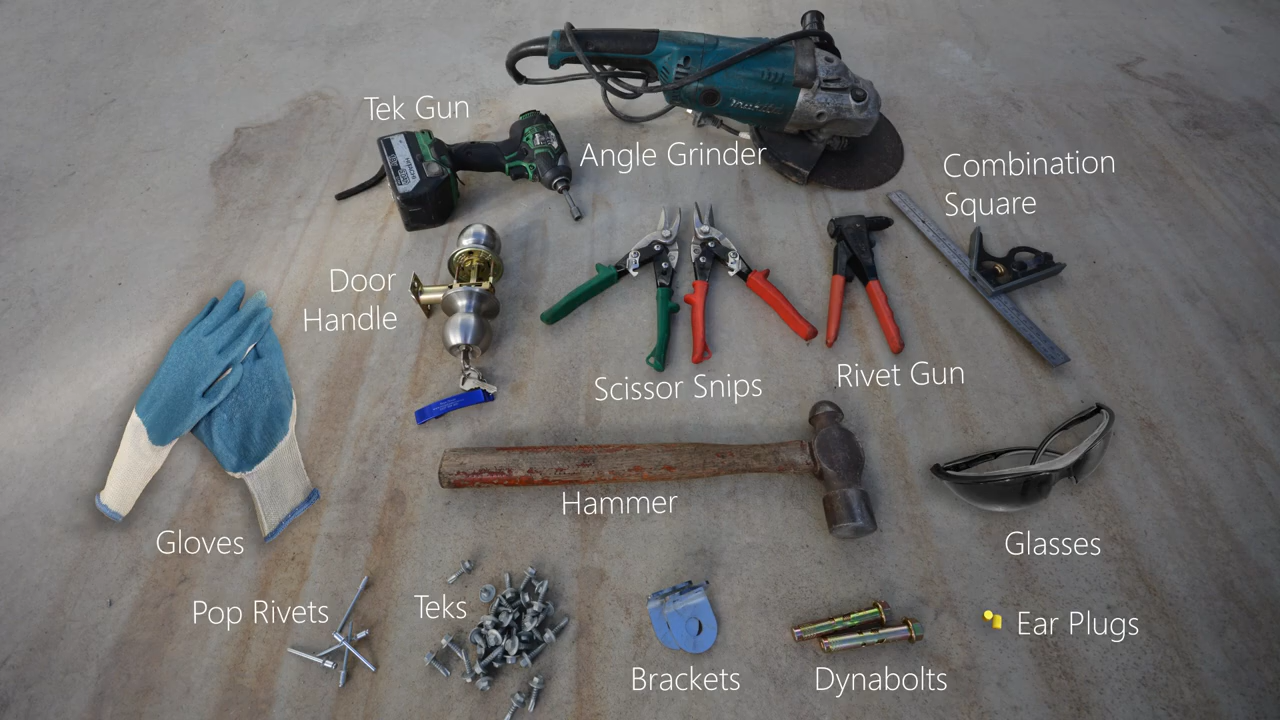 Tek Gun
Angle Grinder
Combination
Square
Door
Handle
Scissor Snips
Rivet Gun
Hammer
Gloves
Glasses
Pop Rivets
Teks
Ear Plugs
Brackets
Dynabolts